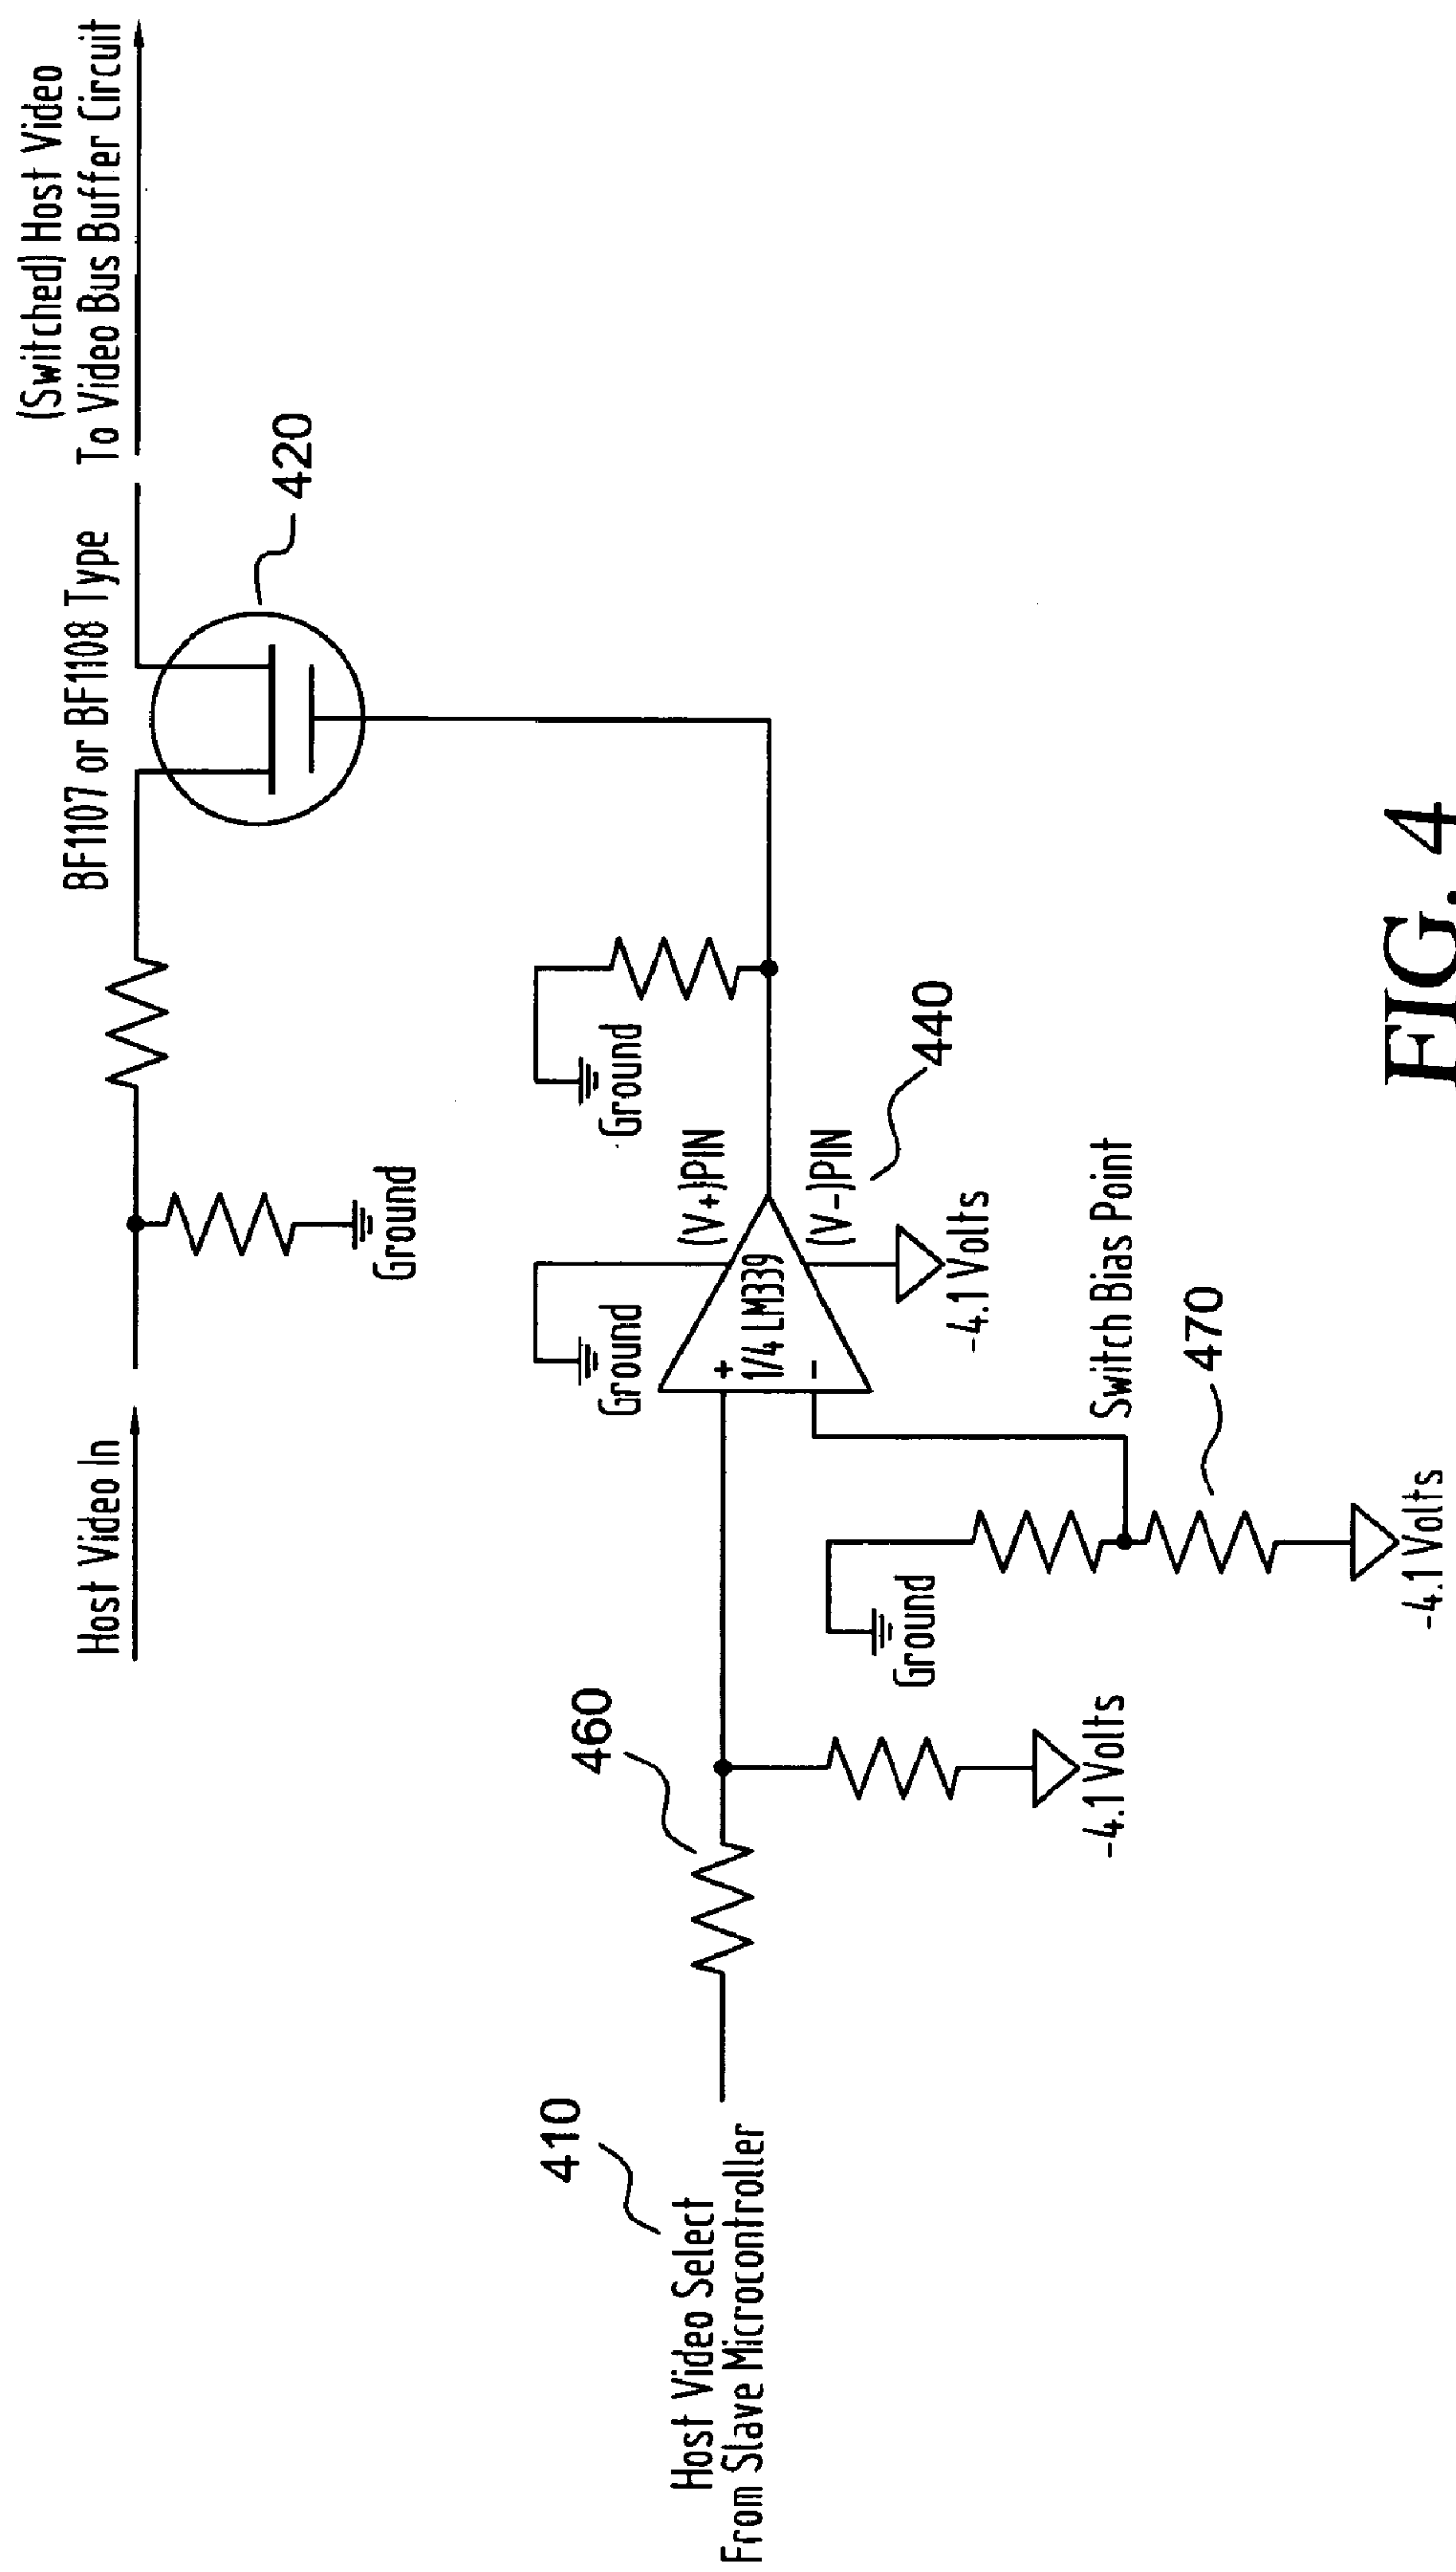 (Switched) Host Video
To Video Bus Buffer Circuit
BF1107 or BF1108 Type
420
Host Video In
Ground
Ground
440
(V+)PIN
(V-)PIN
Ground
+
1/4 LM339
-
-4.1 Volts
Switch Bias Point
470
Ground
-4.1 Volts
460
-4.1 Volts
410
Host Video Select
From Slave Microcontroller
FIG. 4